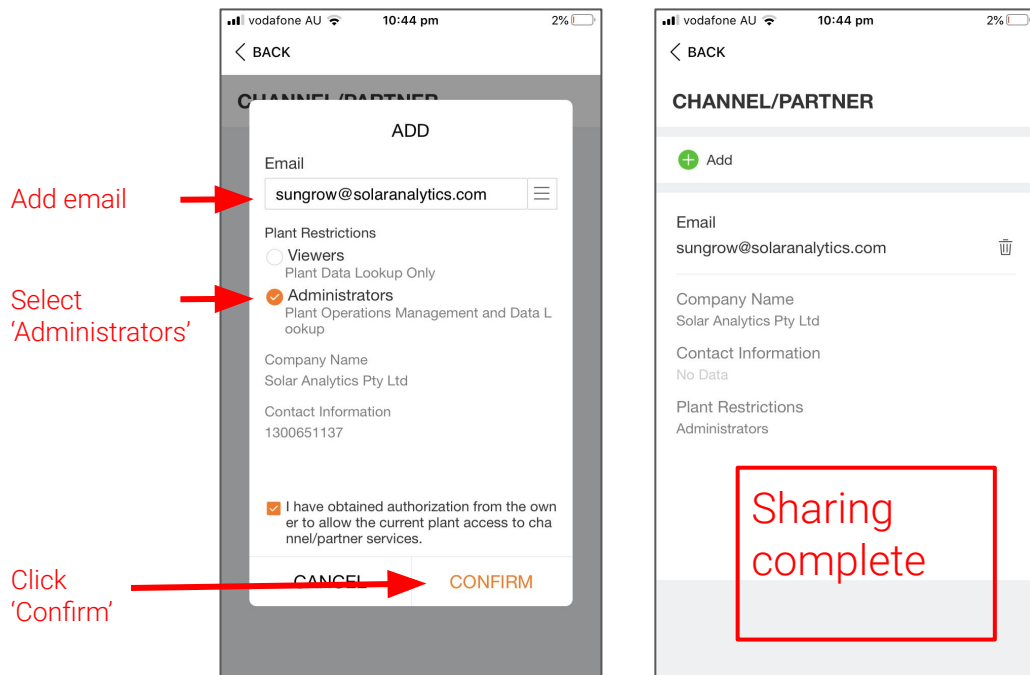 vodafone AU 10:44 pm 2%
BACK
CHANNEL/PARTNER
ADD
Email
Add email
sungrow@solaranalytics.com
Plant Restrictions
Viewers
Plant Data Lookup Only
Select
'Administrators'
Administrators
Plant Operations Management and Data L
ookup
Company Name
Solar Analytics Pty Ltd
Contact Information
1300651137
I have obtained authorization from the own
er to allow the current plant access to cha
nnel/partner services.
Click
'Confirm'
CANCEL CONFIRM
vodafone AU 10:44 pm 2%
BACK
CHANNEL/PARTNER
Add
Email
sungrow@solaranalytics.com
Company Name
Solar Analytics Pty Ltd
Contact Information
No Data
Plant Restrictions
Administrators
Sharing
complete